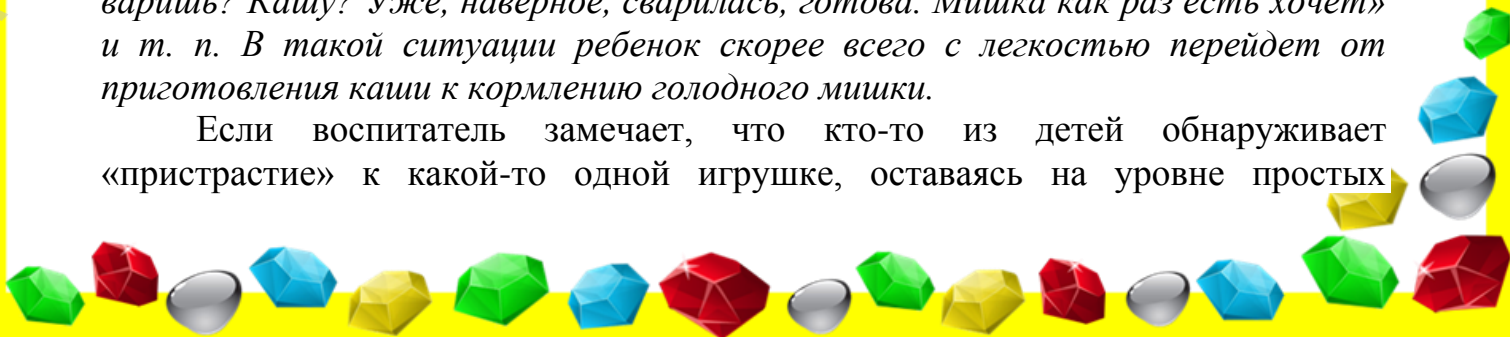 варишь? Кашу? Уже, наверное, сварилась, готова. Мишка как раз есть хочет»
и т. п. В такой ситуации ребенок скорее всего с легкостью перейдет от
приготовления каши к кормлению голодного мишки.
Если воспитатель замечает, что кто-то из детей обнаруживает
«пристрастие» к какой-то одной игрушке, оставаясь на уровне простых